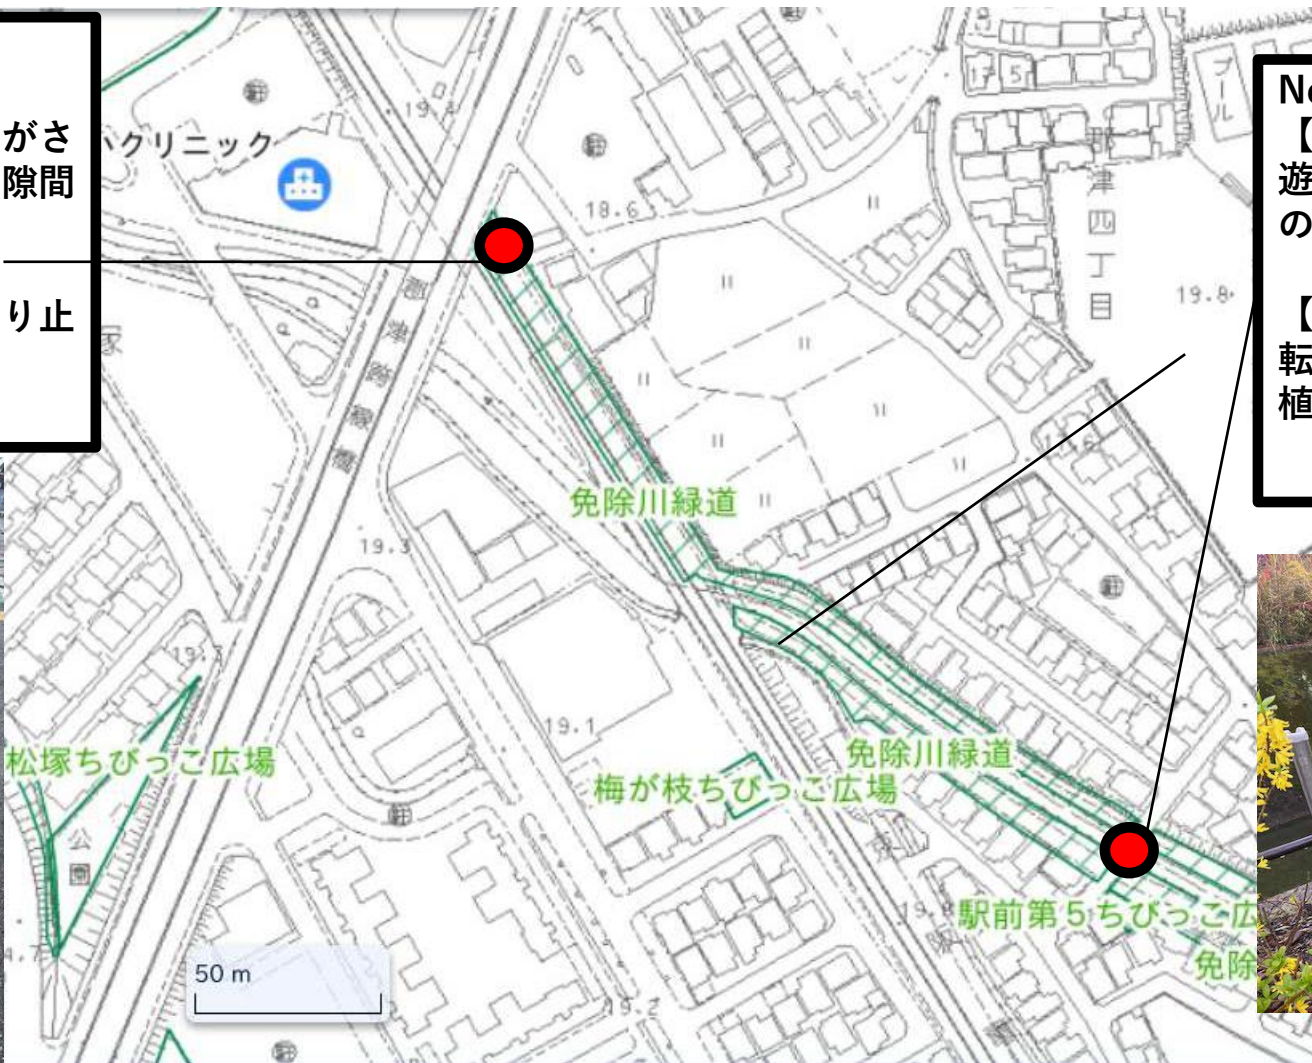 がさ
隙間
り止
No
【
遊
の
【
転
植
クリニック
プール
17
5
19.4
18.6
津四丁目
19.8
19.3
免除川緑道
19.1
松塚ちびっこ広場
免除川緑道
梅が枝ちびっこ広場
公園
駅前第5ちびっこ広
免除
19.2
50 m